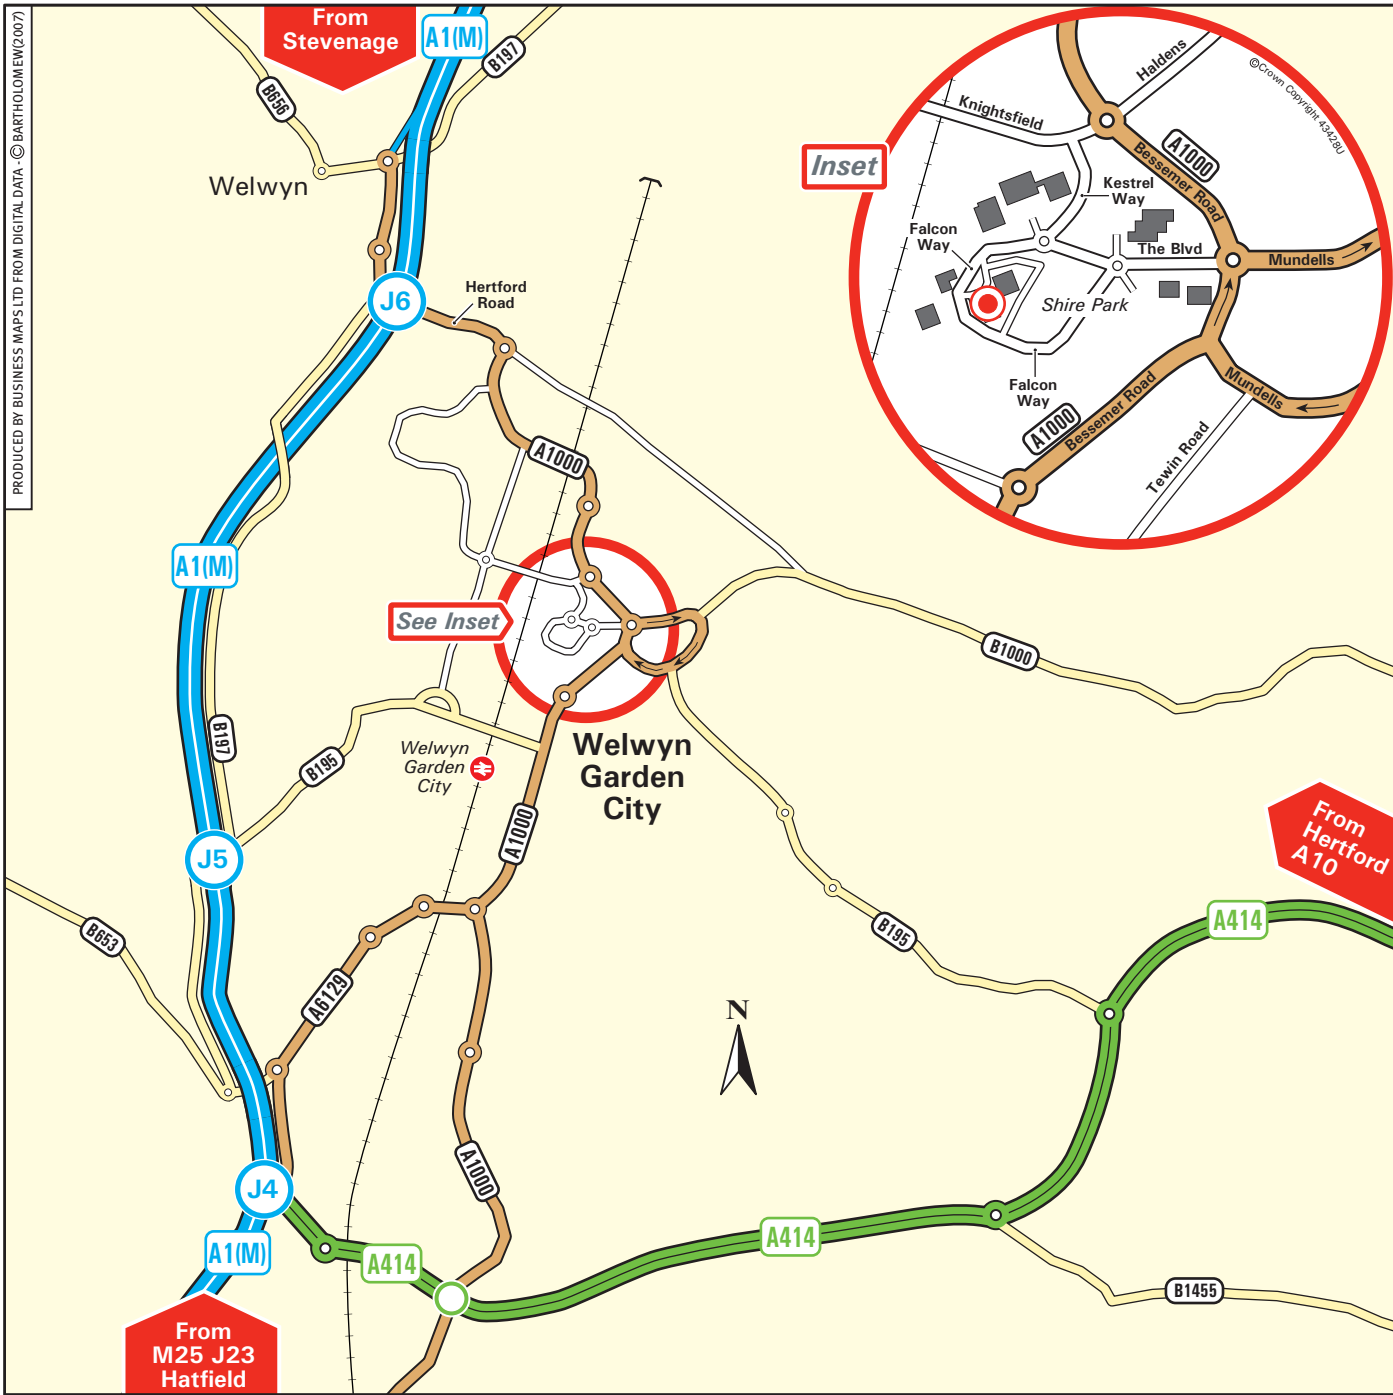 PRODUCED BY BUSINESS MAPS LTD FROM DIGITAL DATA - © BARTHOLOMEW(2007)
From
Stevenage
A1(M)
B197
B656
Welwyn
J6
Hertford
Road
A1000
A1(M)
See Inset
B197
B195
Welwyn
Garden
City
Welwyn
Garden
City
A1000
B1000
J5
B653
A6129
B195
N
A414
From
Hertford
A10
A1000
J4
A1(M)
A414
A414
B1455
From
M25 J23
Hatfield
Inset
©Crown Copyright 43428U
Haldens
Knightsfield
A1000
Bessemer Road
Kestrel
Way
Falcon
Way
The Blvd
Mundells
Shire Park
Falcon
Way
Mundells
A1000
Bessemer Road
Tewin Road